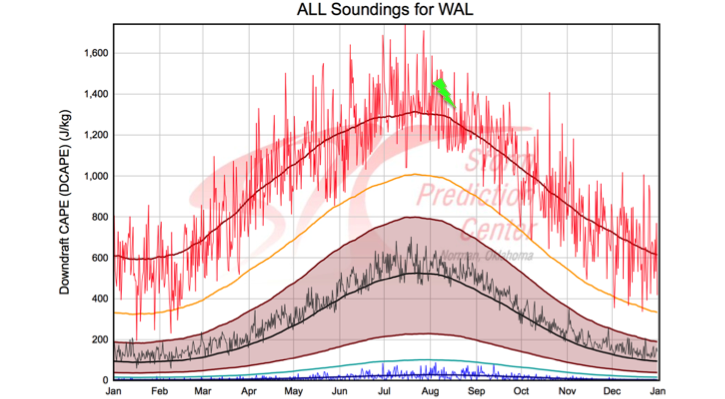 ALL Soundings for WAL
Downdraft CAPE (DCAPE) (J/kg)
1,600
1,400
1,200
1,000
800
600
400
200
0
Storm
Prediction
Center
Norman, Oklahoma
Jan Feb Mar Apr May Jun Jul Aug Sep Oct Nov Dec Jan